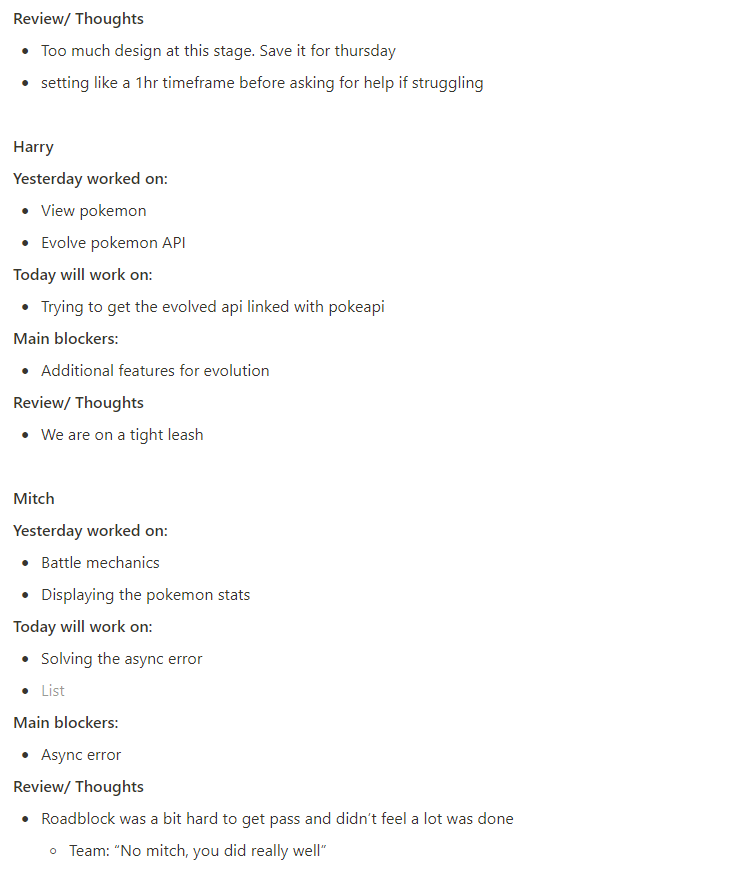 Review/ Thoughts
Too much design at this stage. Save it for thursday
setting like a 1hr timeframe before asking for help if struggling
Harry
Yesterday worked on:
View pokemon
Evolve pokemon API
Today will work on:
Trying to get the evolved api linked with pokeapi
Main blockers:
Additional features for evolution
Review/ Thoughts
We are on a tight leash
Mitch
Yesterday worked on:
Battle mechanics
Displaying the pokemon stats
Today will work on:
Solving the async error
List
Main blockers:
Async error
Review/ Thoughts
Roadblock was a bit hard to get pass and didn’t feel a lot was done
Team: “No mitch, you did really well”